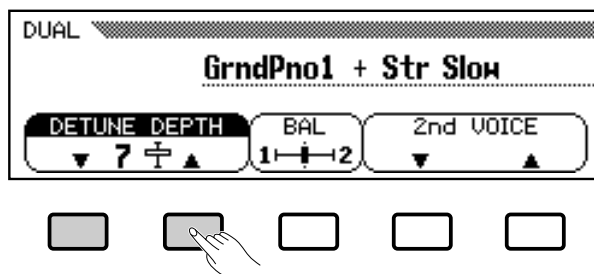 DUAL
GrndPno1 + Str Slow
DETUNE DEPTH BAL 2nd VOICE
▼ 7 ▲ 1 2 ▼ ▲